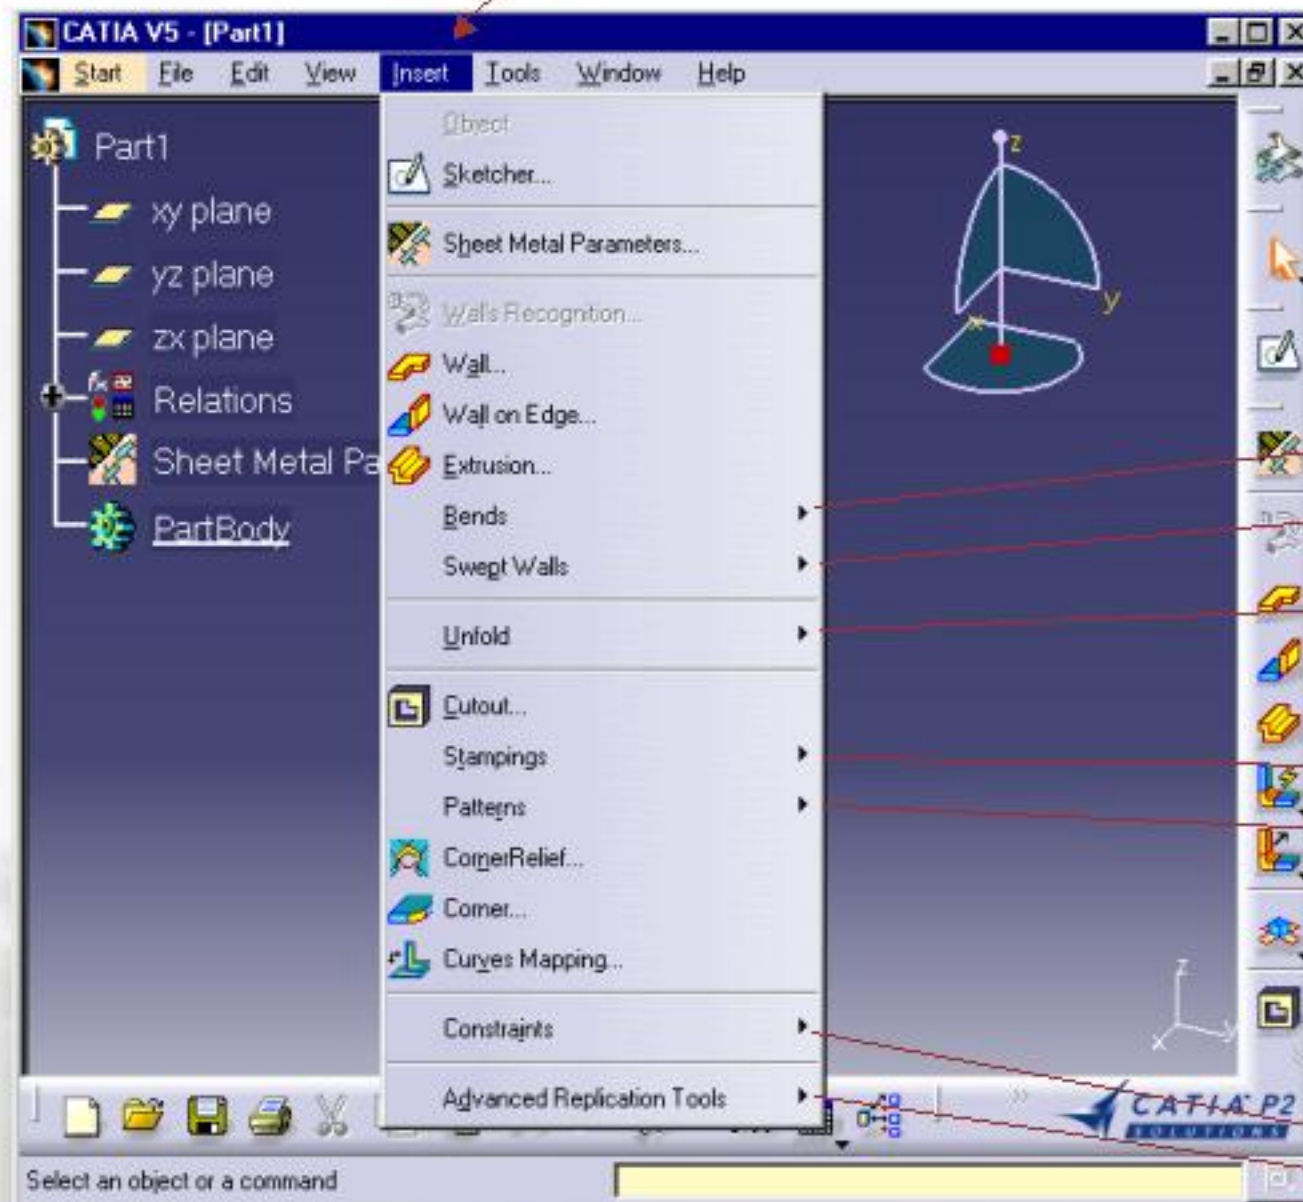 CATIA V5 - [Part1]
Start File Edit View Insert Tools Window Help
Part1
xy plane
yz plane
zx plane
Relations
Sheet Metal Pa
PartBody
Object
Sketcher...
Sheet Metal Parameters...
Walls Recognition...
Wall...
Wall on Edge...
Extrusion...
Bends
Swept Walls
Unfold
Cutout...
Stampings
Patterns
CornerRelief...
Corner...
Curves Mapping...
Constraints
Advanced Replication Tools
z
y
x
z
x
y
CATIA P2
SOLUTIONS
Select an object or a command